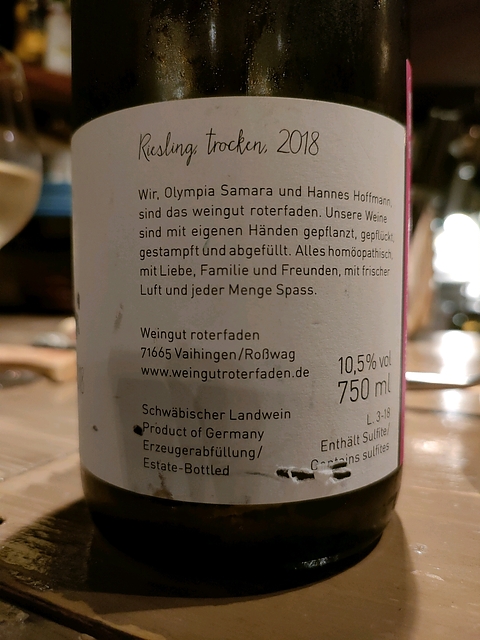 Riesling, trocken, 2018
Wir, Olympia Samara und Hannes Hoffmann,
sind das weingut roterfaden. Unsere Weine
sind mit eigenen Händen gepflanzt, gepflückt,
gestampft und abgefüllt. Alles homöopathisch,
mit Liebe, Familie und Freunden, mit frischer
Luft und jeder Menge Spass.
Weingut roterfaden
71665 Vaihingen/Roßwag
www.weingutroterfaden.de
10,5% vol
750 ml
Schwäbischer Landwein
Product of Germany
Erzeugerabfüllung/
Estate-Bottled
L. 3-18
Enthält Sulfite/
Contains sulfites